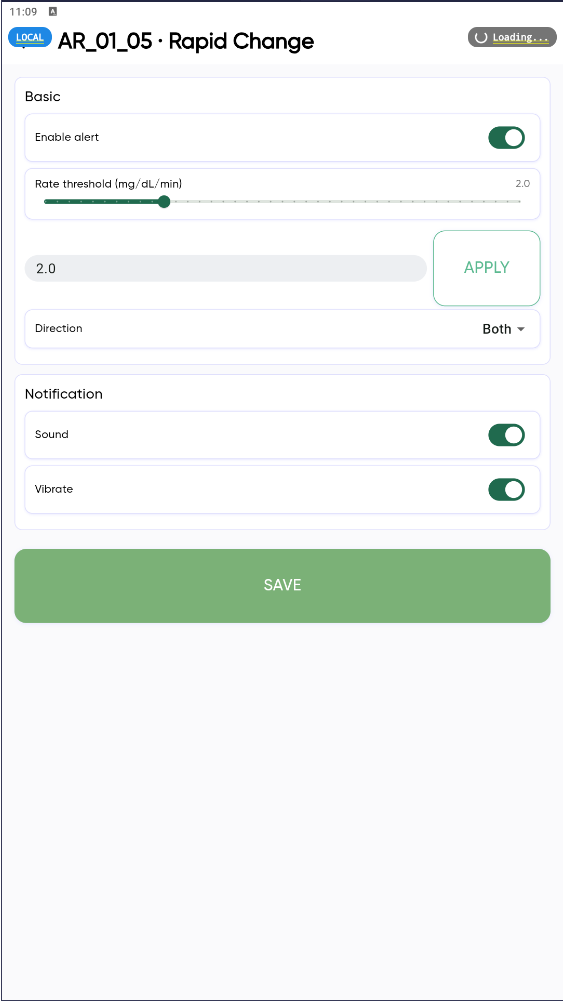 11:09 A
LOCAL
AR_01_05 · Rapid Change
Loading...
Basic
Enable alert
Rate threshold (mg/dL/min)
2.0
2.0
APPLY
Direction
Both
Notification
Sound
Vibrate
SAVE